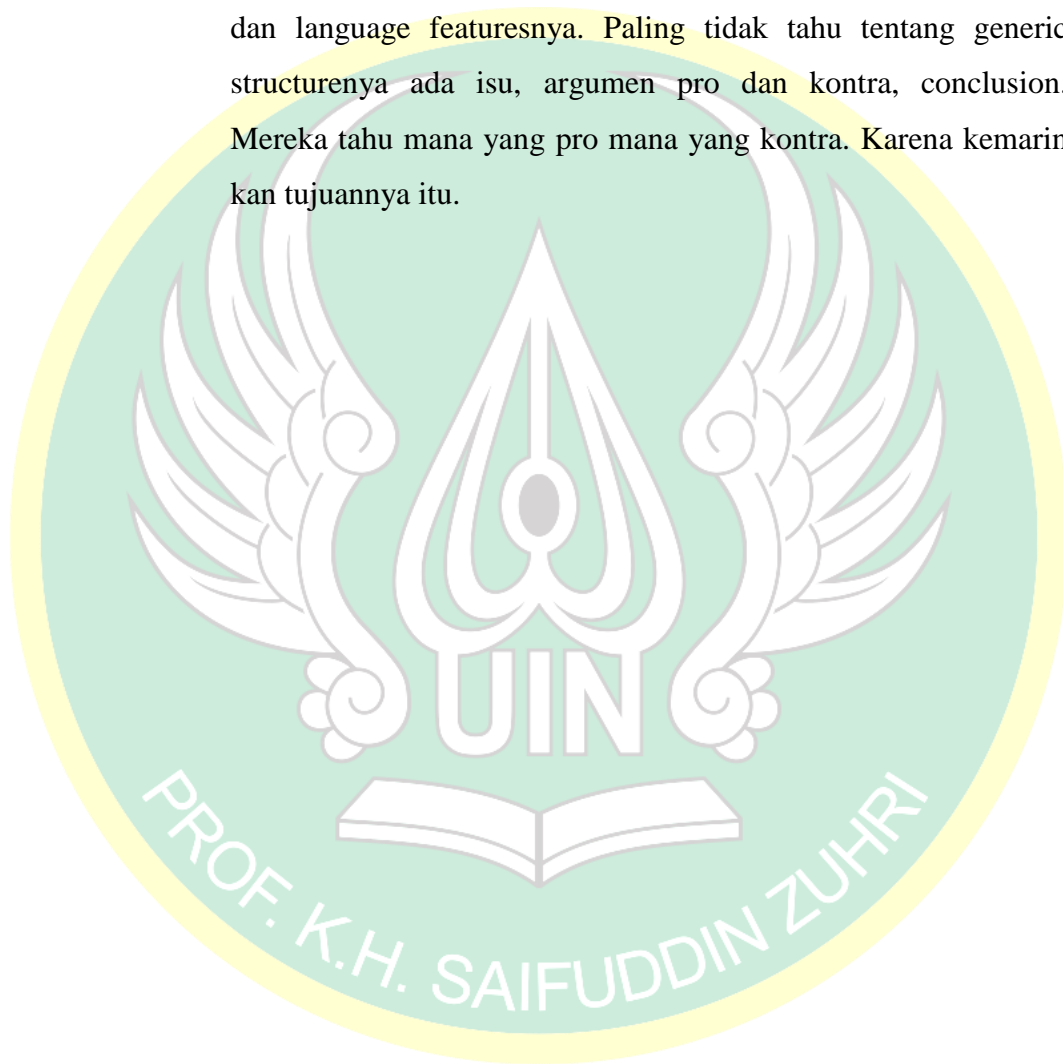 dan language featuresnya. Paling tidak tahu tentang generic
structurenya ada isu, argumen pro dan kontra, conclusion.
Mereka tahu mana yang pro mana yang kontra. Karena kemarin
kan tujuannya itu.
UIN
PROF. K.H. SAIFUDDIN ZUHRI